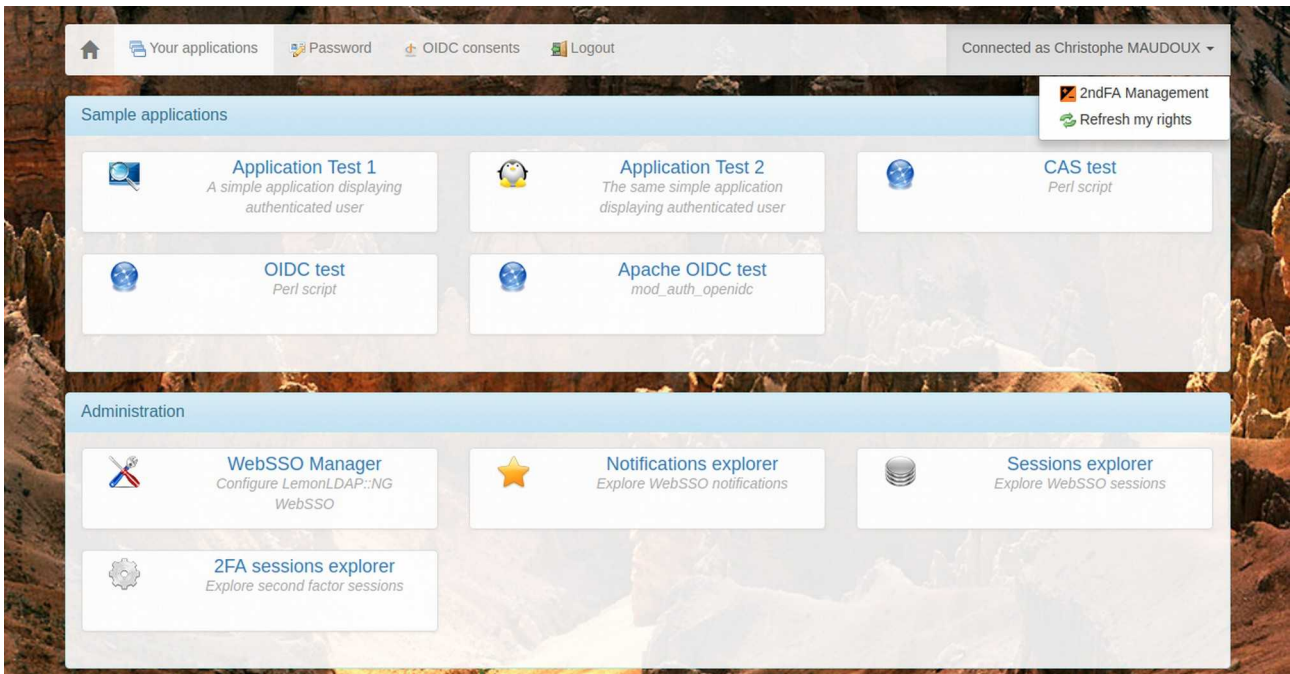 Your applications
Password
OIDC consents
Logout
Connected as Christophe MAUDOUX
2ndFA Management
Refresh my rights
Sample applications
Application Test 1
A simple application displaying
authenticated user
Application Test 2
The same simple application
displaying authenticated user
CAS test
Perl script
OIDC test
Perl script
Apache OIDC test
mod_auth_openidc
Administration
WebSSO Manager
Configure LemonLDAP::NG
WebSSO
Notifications explorer
Explore WebSSO notifications
Sessions explorer
Explore WebSSO sessions
2FA sessions explorer
Explore second factor sessions